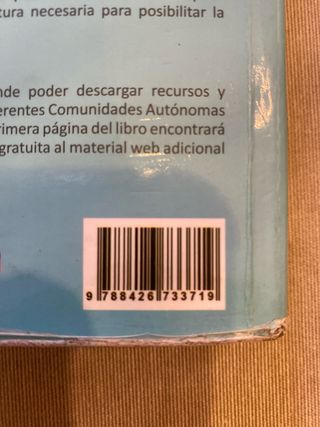 tura necesaria para posibilitar la
nde poder descargar recursos y
erentes Comunidades Autónomas
rimera página del libro encontrará
gratuita al material web adicional
9 788426 733719